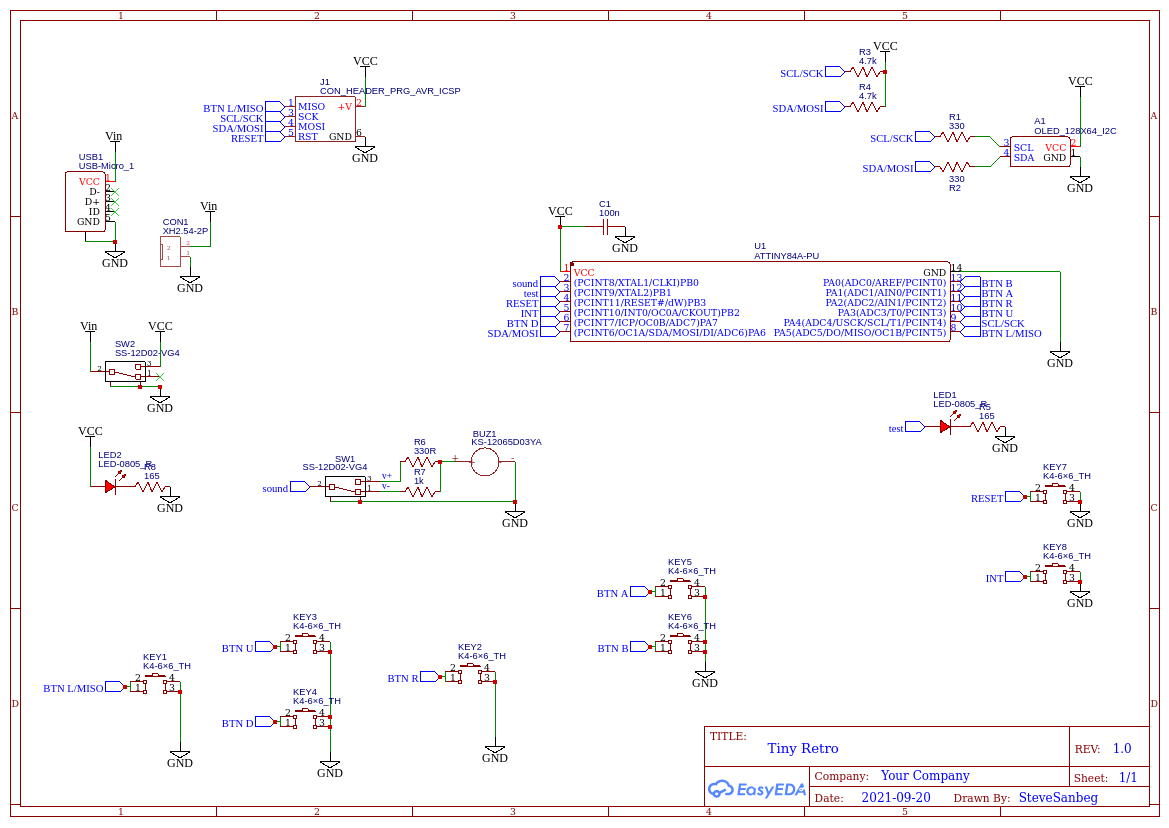 1 2 3 4 5
A A
B B
C C
D D
VCC
J1
CON_HEADER_PRG_AVR_ICSP
BTN L/MISO 1 MISO +V 2
SCL/SCK 3 SCK
SDA/MOSI 4 MOSI
RESET 5 RST GND 6
GND
R3
4.7k
VCC
SCL/SCK
R4
4.7k
SDA/MOSI
VCC
R1
330
SCL/SCK
A1
OLED_128X64_I2C
3 SCL VCC 2
4 SDA GND 1
SDA/MOSI
330
R2
GND
Vin
USB1
USB-Micro_1
VCC 1
D- 2
D+ 3
ID 4
GND 5
GND
Vin
CON1
XH2.54-2P
2 2
1 1
GND
VCC
C1
100n
GND
U1
ATTINY84A-PU
1 VCC GND 14
sound 2 (PCINT8/XTAL1/CLKI)PB0 PA0(ADC0/AREF/PCINT0) 13 BTN B
test 3 (PCINT9/XTAL2)PB1 PA1(ADC1/AIN0/PCINT1) 12 BTN A
RESET 4 (PCINT11/RESET#/dW)PB3 PA2(ADC2/AIN1/PCINT2) 11 BTN R
INT 5 (PCINT10/INT0/OC0A/CKOUT)PB2 PA3(ADC3/T0/PCINT3) 10 BTN U
BTN D 6 (PCINT7/ICP/OC0B/ADC7)PA7 PA4(ADC4/USCK/SCL/T1/PCINT4) 9 SCL/SCK
SDA/MOSI 7 (PCINT6/OC1A/SDA/MOSI/DI/ADC6)PA6 PA5(ADC5/DO/MISO/OC1B/PCINT5) 8 BTN L/MISO
GND
Vin VCC
SW2
SS-12D02-VG4
2 3
1
GND
VCC
LED2
LED-0805_R
R8
165
GND
SW1
SS-12D02-VG4
sound 2 3 v+
1 v-
R6
330R
R7
1k
BUZ1
KS-12065D03YA
+ -
GND
LED1
LED-0805_R
R5
165
test
GND
KEY7
K4-6×6_TH
RESET 2 4
1 3
GND
KEY8
K4-6×6_TH
INT 2 4
1 3
GND
KEY5
K4-6×6_TH
BTN A 2 4
1 3
KEY6
K4-6×6_TH
BTN B 2 4
1 3
GND
KEY3
K4-6×6_TH
BTN U 2 4
1 3
KEY4
K4-6×6_TH
BTN D 2 4
1 3
GND
KEY2
K4-6×6_TH
BTN R 2 4
1 3
GND
KEY1
K4-6×6_TH
BTN L/MISO 2 4
1 3
GND
TITLE:
Tiny Retro
REV: 1.0
EasyEDA
Company: Your Company
Sheet: 1/1
Date: 2021-09-20 Drawn By: SteveSanbeg
1 2 3 4 5